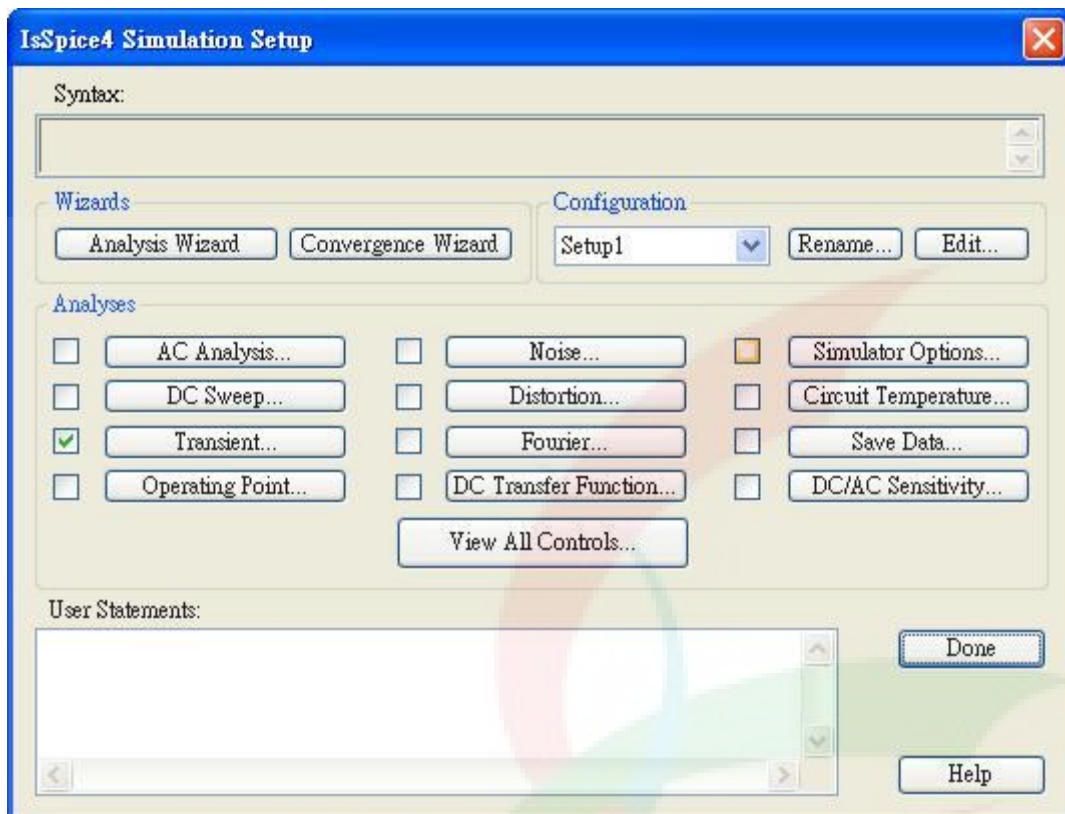 IsSpice4 Simulation Setup
Syntax:
Wizards
Analysis Wizard Convergence Wizard
Configuration
Setup1 Rename... Edit...
Analyses
AC Analysis... Noise... Simulator Options...
DC Sweep... Distortion... Circuit Temperature...
Transient... Fourier... Save Data...
Operating Point... DC Transfer Function... DC/AC Sensitivity...
View All Controls...
User Statements:
Done
Help